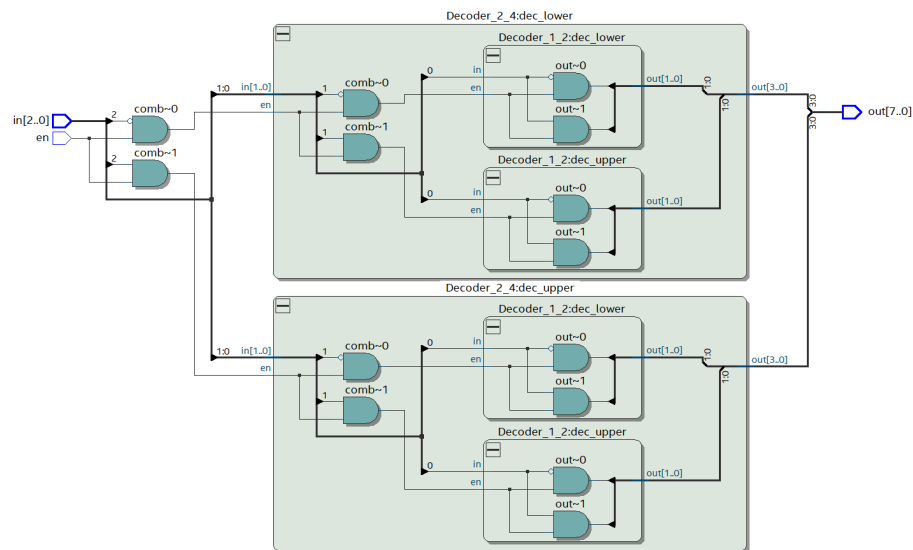 Decoder_2_4:dec_lower
Decoder_1_2:dec_lower
in
0
out~0
out[1..0]
1:0
out[3..0]
1:0
in[1..0]
1
comb~0
en
out~1
1:0
3:0
in[2..0]
2
comb~0
en
out[7..0]
en
1
comb~1
3:0
2
comb~1
Decoder_1_2:dec_upper
0
in
out~0
en
out[1..0]
out~1
Decoder_2_4:dec_upper
Decoder_1_2:dec_lower
0
in
out~0
out[1..0]
1:0
1:0
in[1..0]
1
comb~0
en
out[3..0]
en
1:0
1
comb~1
out~1
Decoder_1_2:dec_upper
0
in
out~0
en
out[1..0]
out~1